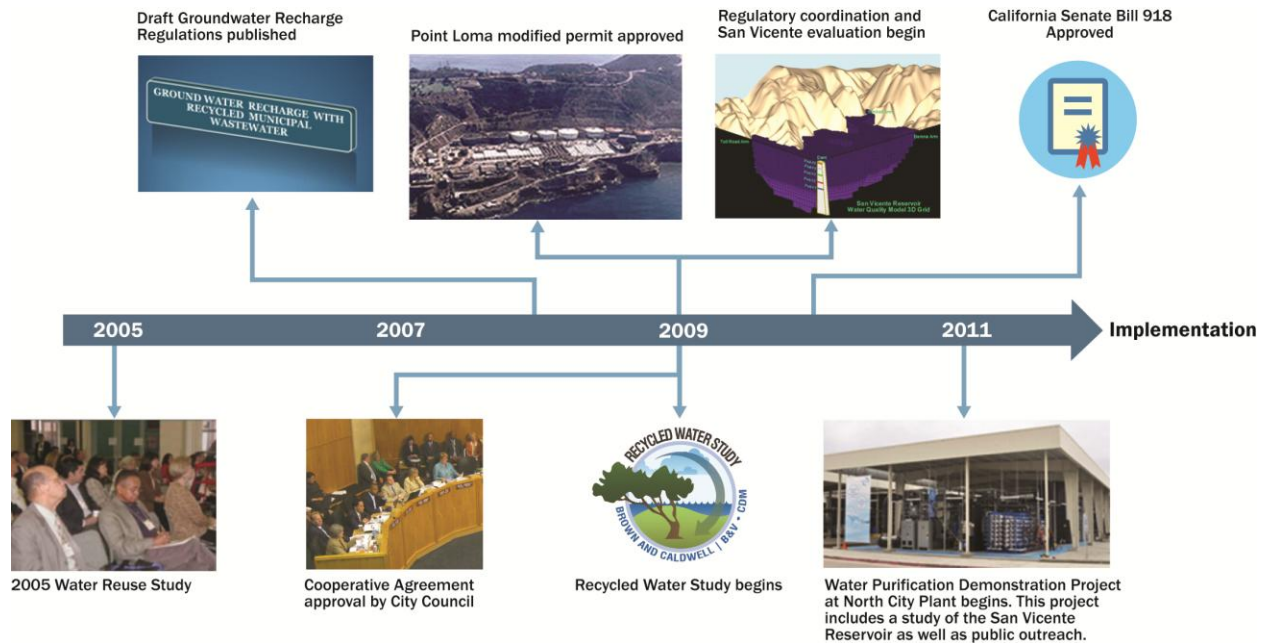 Draft Groundwater Recharge
Regulations published
GROUND WATER RECHARGE WITH
RECYCLED MUNICIPAL
WASTEWATER
Point Loma modified permit approved
Regulatory coordination and
San Vicente evaluation begin
Dam
San Vicente Reservoir
Water Quality Model 3D Grid
California Senate Bill 918
Approved
2005
2007
2009
2011
Implementation
2005 Water Reuse Study
Cooperative Agreement
approval by City Council
RECYCLED WATER STUDY
BROWN AND CALDWELL | B&V • CDM
Recycled Water Study begins
Water Purification Demonstration Project
at North City Plant begins. This project
includes a study of the San Vicente
Reservoir as well as public outreach.